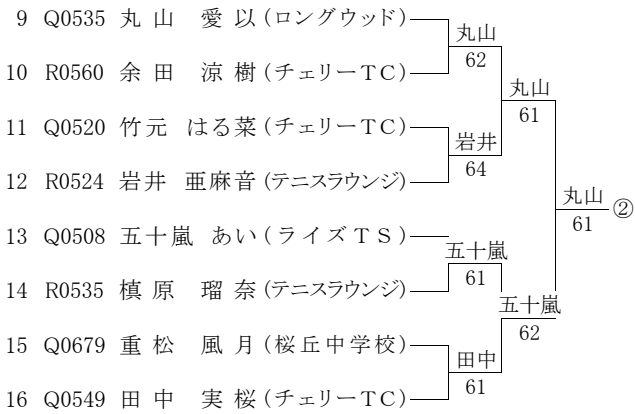 9 Q0535 丸山 愛以(ロングウッド)
丸山
10 R0560 余田 涼樹(チェリーTC)
62
丸山
61
11 Q0520 竹元 はる菜(チェリーTC)
岩井
12 R0524 岩井 亜麻音(テニスラウンジ)
64
丸山
61
②
13 Q0508 五十嵐 あい(ライズTS)
五十嵐
14 R0535 槙原 瑠奈(テニスラウンジ)
61
五十嵐
62
15 Q0679 重松 風月(桜丘中学校)
田中
16 Q0549 田中 実桜(チェリーTC)
61